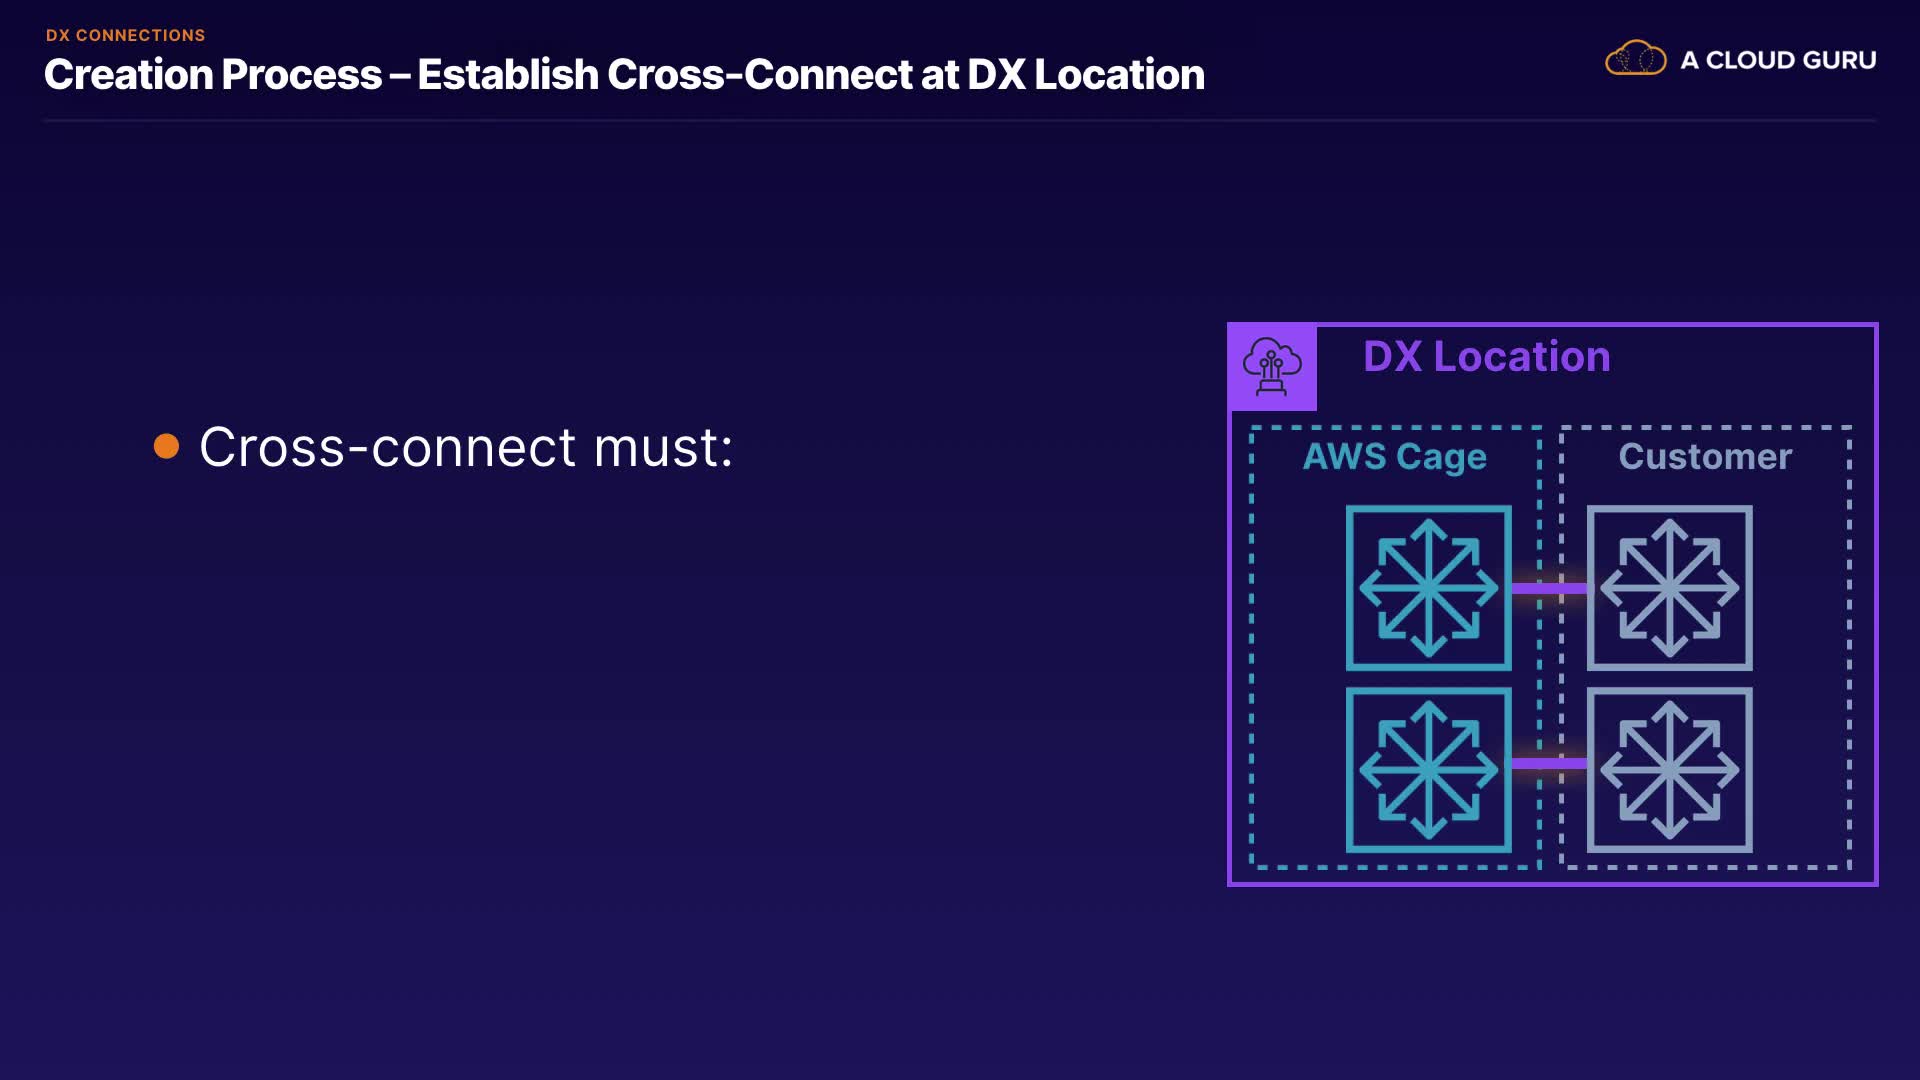 DX CONNECTIONS
Creation Process – Establish Cross-Connect at DX Location
A CLOUD GURU
Cross-connect must:
DX Location
AWS Cage
Customer